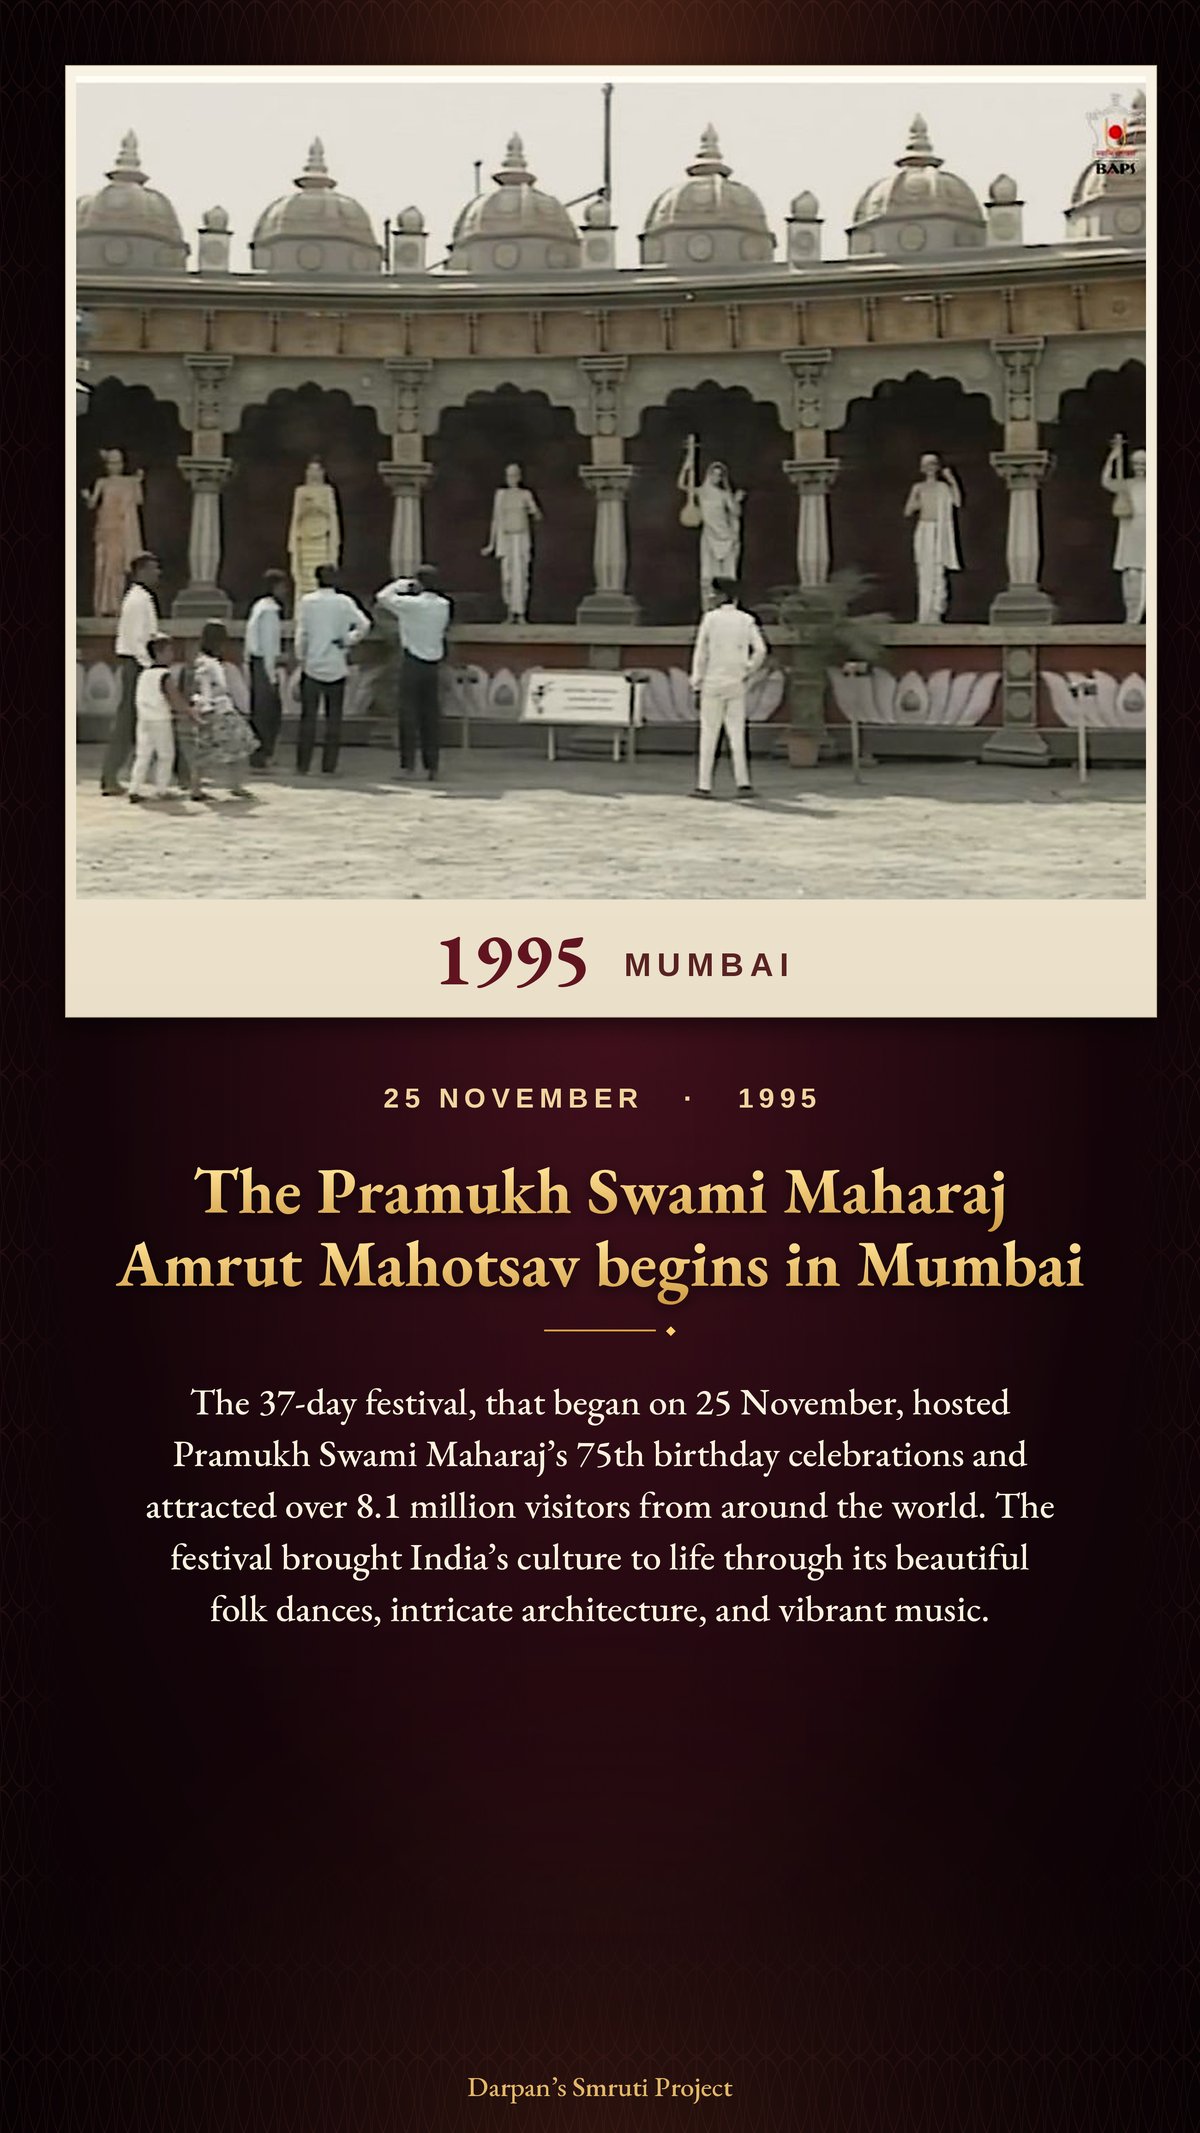 BAPS
1995 MUMBAI
25 NOVEMBER · 1995
The Pramukh Swami Maharaj
Amrut Mahotsav begins in Mumbai
The 37-day festival, that began on 25 November, hosted
Pramukh Swami Maharaj’s 75th birthday celebrations and
attracted over 8.1 million visitors from around the world. The
festival brought India’s culture to life through its beautiful
folk dances, intricate architecture, and vibrant music.
Darpan’s Smruti Project